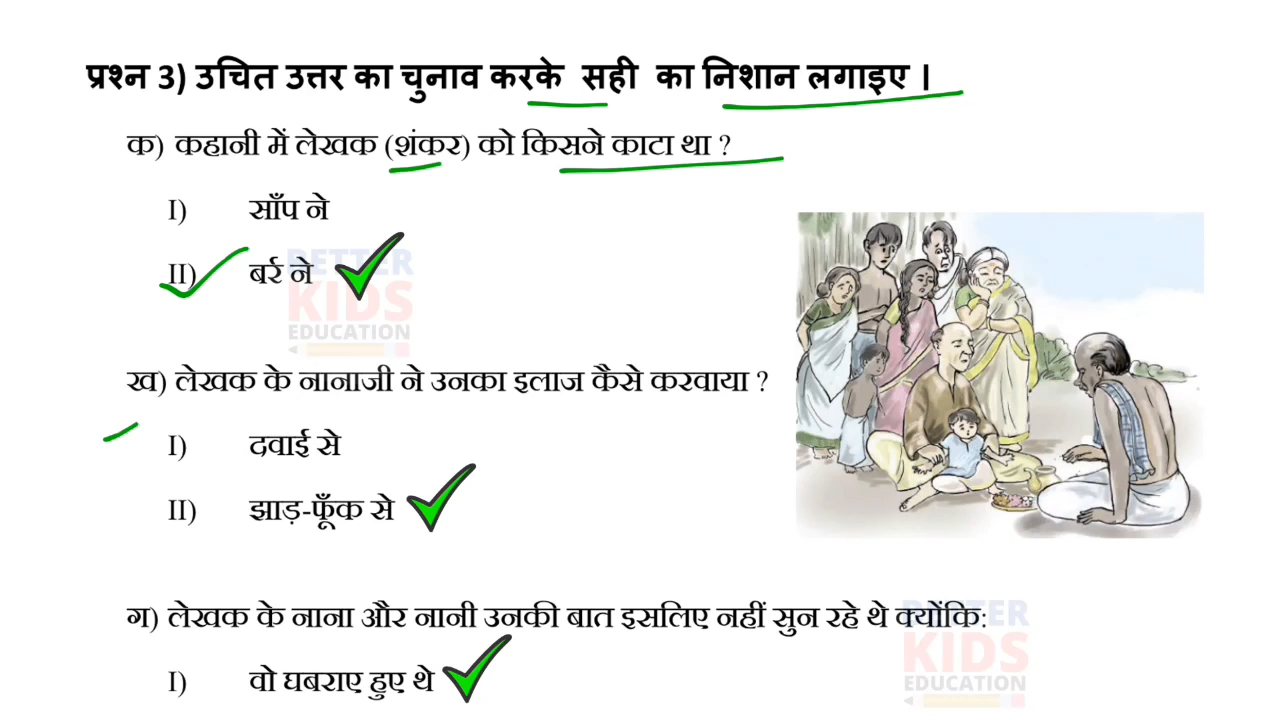 प्रश्न 3) उचित उत्तर का चुनाव करके सही का निशान लगाइए ।
क) कहानी में लेखक (शंकर) को किसने काटा था ?
I) साँप ने
II) बर्र ने
BETTER
KIDS
EDUCATION
ख) लेखक के नानाजी ने उनका इलाज कैसे करवाया ?
I) दवाई से
II) झाड़-फूँक से
ग) लेखक के नाना और नानी उनकी बात इसलिए नहीं सुन रहे थे क्योंकि:
I) वो घबराए हुए थे
BETTER
KIDS
EDUCATION